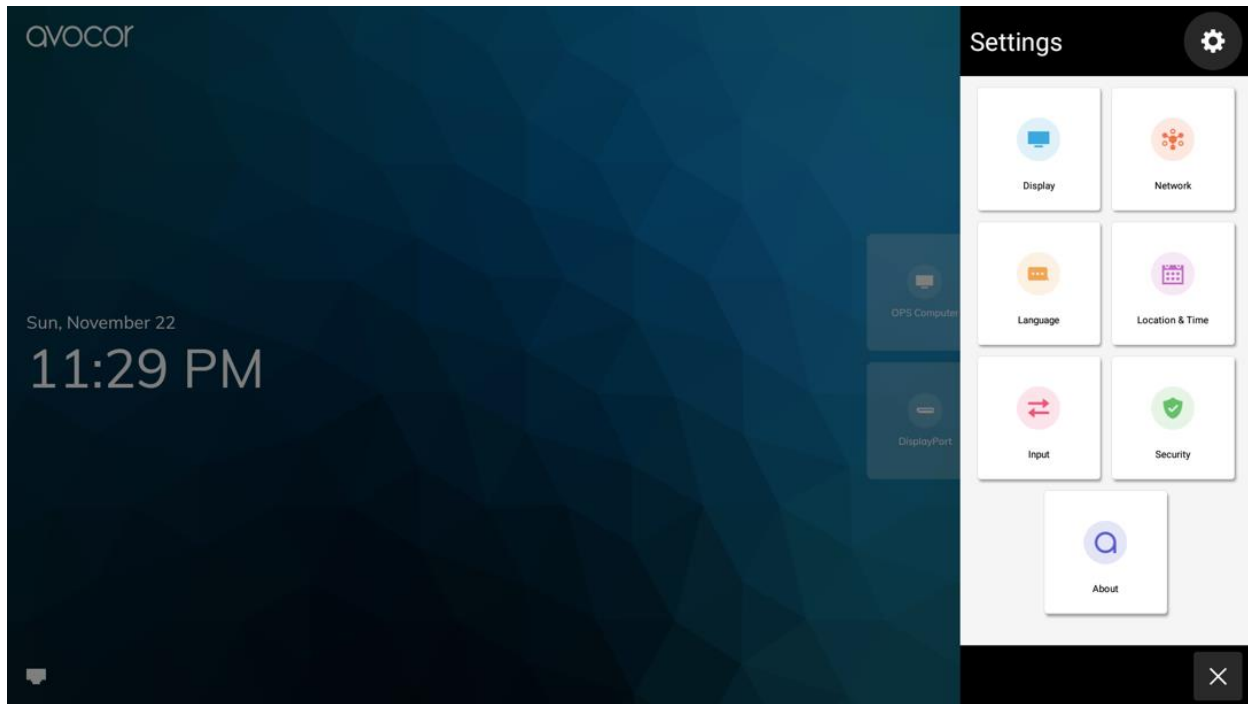 avocor
Sun, November 22
11:29 PM
OPS Computer
DisplayPort
Settings
Display
Network
Language
Location & Time
Input
Security
About